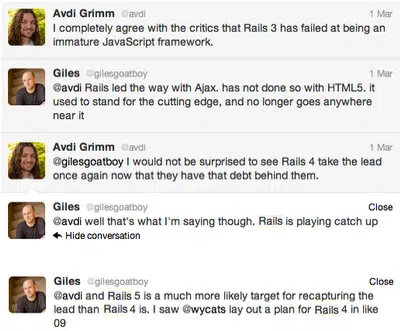 Avdi Grimm @avdi 1 Mar
I completely agree with the critics that Rails 3 has failed at being an
immature JavaScript framework.
Giles @gilesgoatboy 1 Mar
@avdi Rails led the way with Ajax. has not done so with HTML5. it
used to stand for the cutting edge, and no longer goes anywhere
near it
Avdi Grimm @avdi 1 Mar
@gilesgoatboy I would not be surprised to see Rails 4 take the lead
once again now that they have that debt behind them.
Giles @gilesgoatboy Close
@avdi well that's what I'm saying though. Rails is playing catch up
Hide conversation
Giles @gilesgoatboy Close
@avdi and Rails 5 is a much more likely target for recapturing the
lead than Rails 4 is. I saw @wycats lay out a plan for Rails 4 in like
09